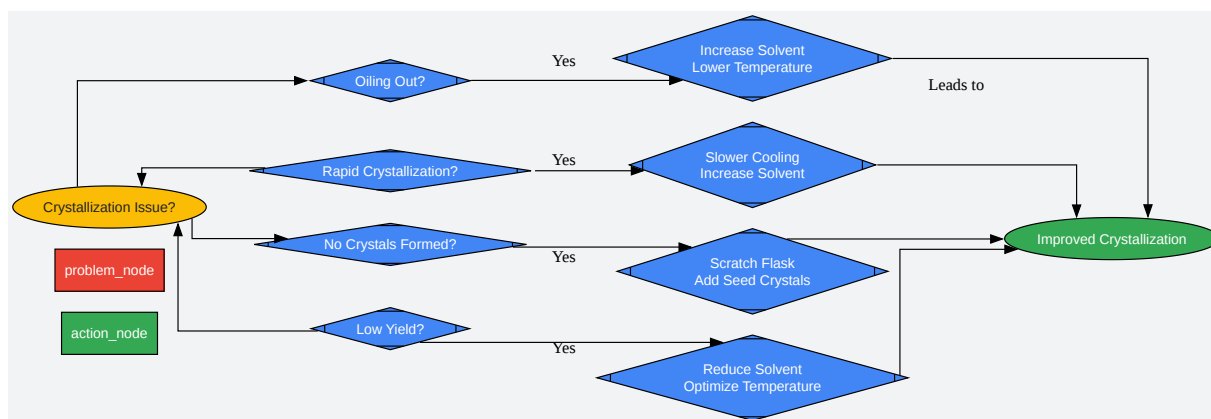 Oiling Out?
Yes
Increase Solvent
Lower Temperature
Leads to
Rapid Crystallization?
Yes
Slower Cooling
Increase Solvent
Crystallization Issue?
No Crystals Formed?
Yes
Scratch Flask
Add Seed Crystals
Improved Crystallization
problem_node
action_node
Low Yield?
Yes
Reduce Solvent
Optimize Temperature